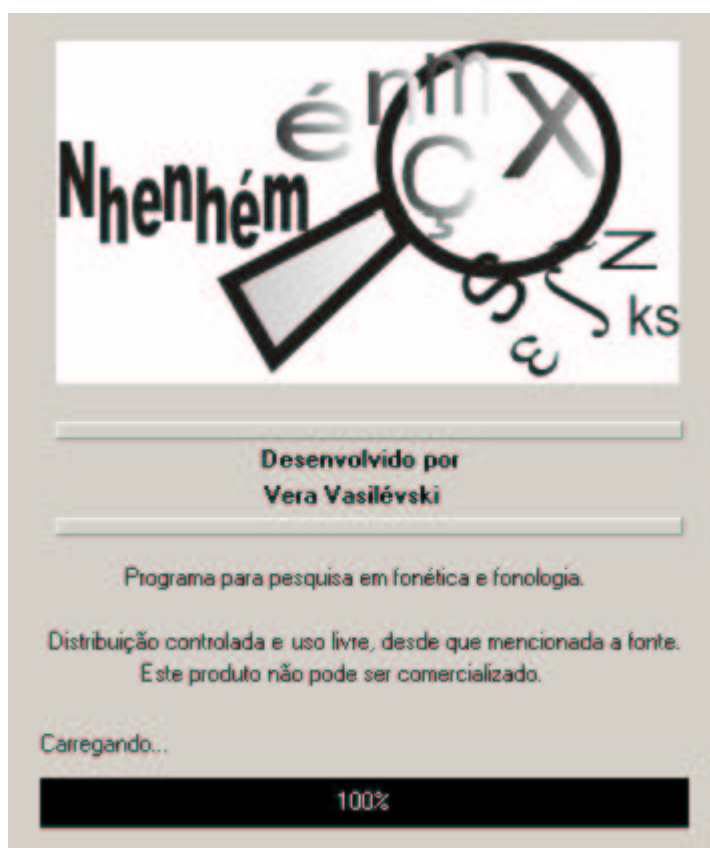 Nhenhém
é n m ç X
S ε ʃ Z ks
Desenvolvido por
Vera Vasilévski
Programa para pesquisa em fonética e fonologia.
Distribuição controlada e uso livre, desde que mencionada a fonte.
Este produto não pode ser comercializado.
Carregando...
100%